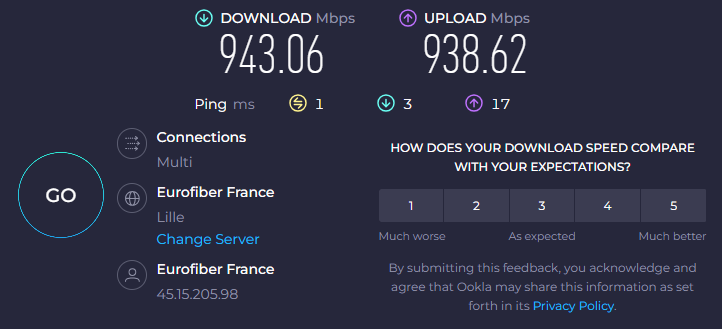 DOWNLOAD Mbps
UPLOAD Mbps
943.06
938.62
Ping ms 1 3 17
GO
Connections
Multi
Eurofiber France
Lille
Change Server
Eurofiber France
45.15.205.98
HOW DOES YOUR DOWNLOAD SPEED COMPARE
WITH YOUR EXPECTATIONS?
1 2 3 4 5
Much worse As expected Much better
By submitting this feedback, you acknowledge and
agree that Ookla may share this information as set
forth in its Privacy Policy.